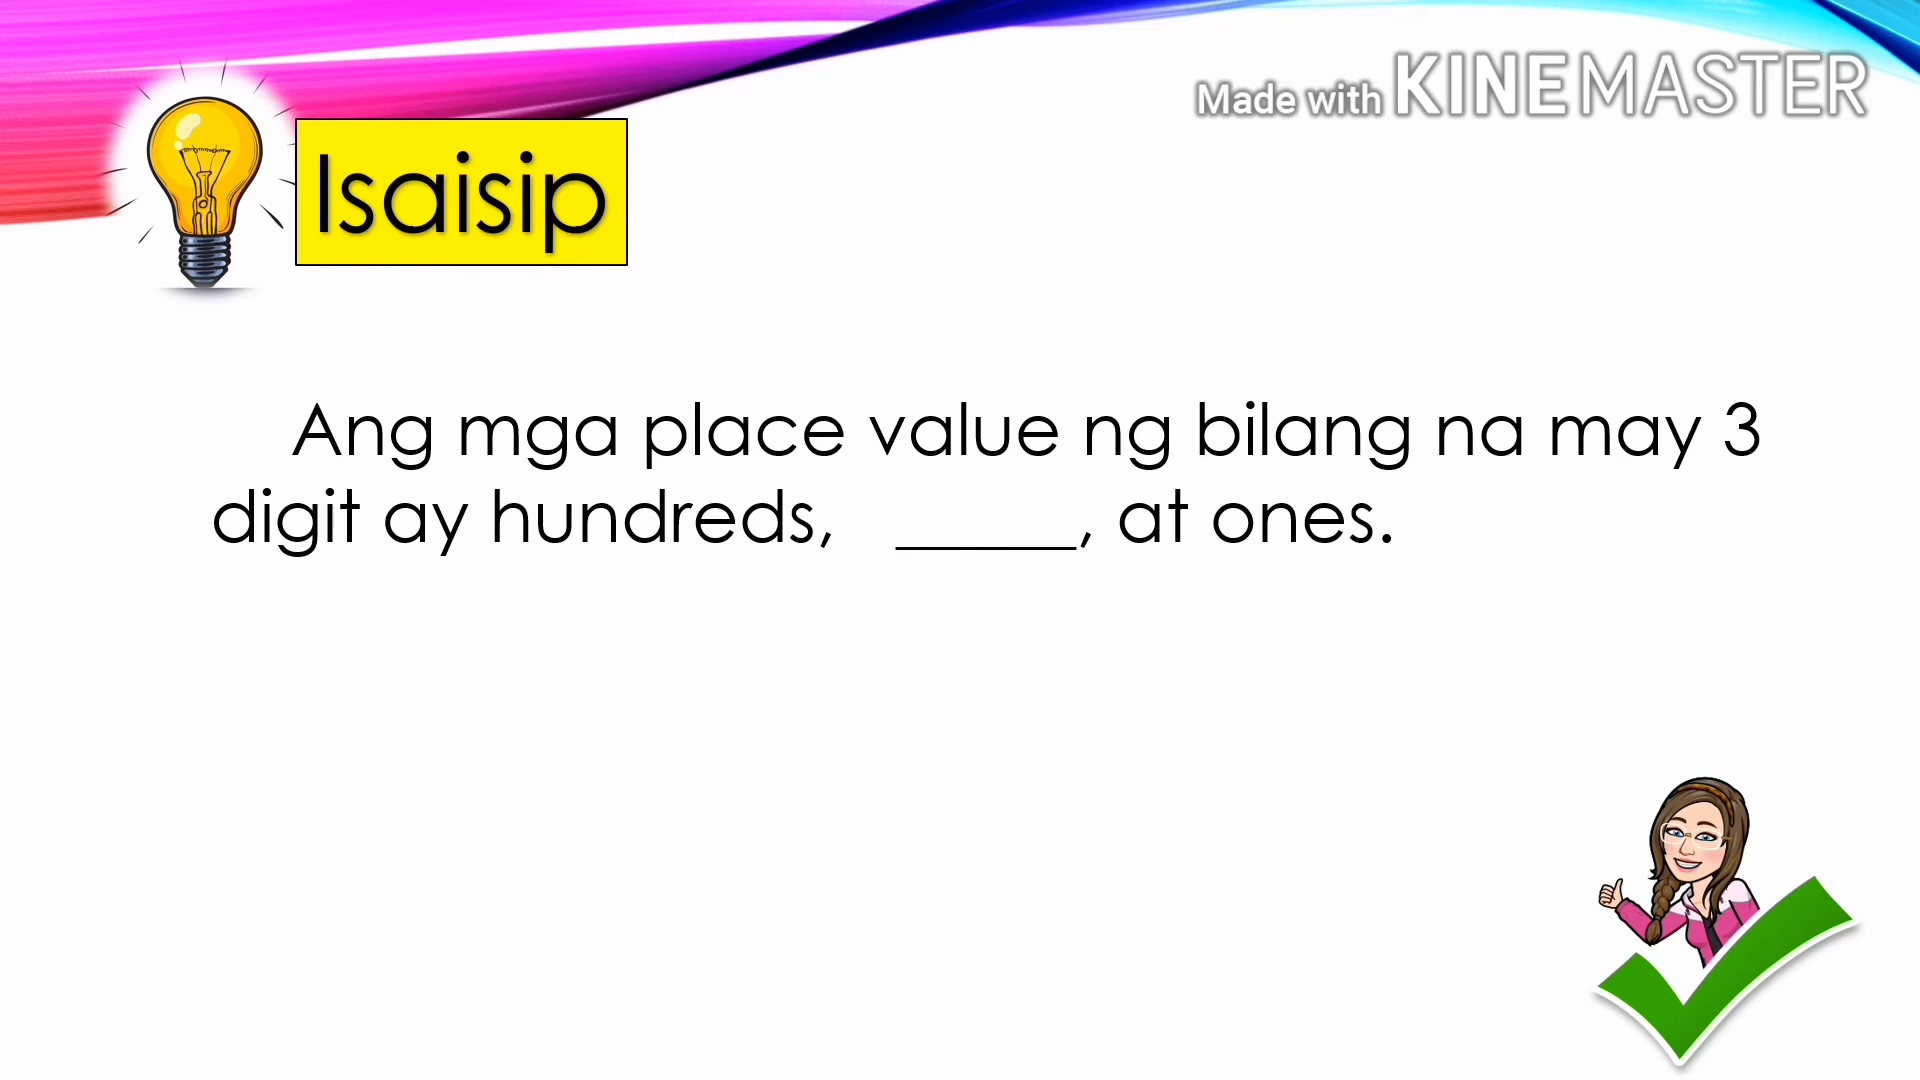 Made with KINEMASTER
Isaisip
Ang mga place value ng bilang na may 3
digit ay hundreds, _____, at ones.